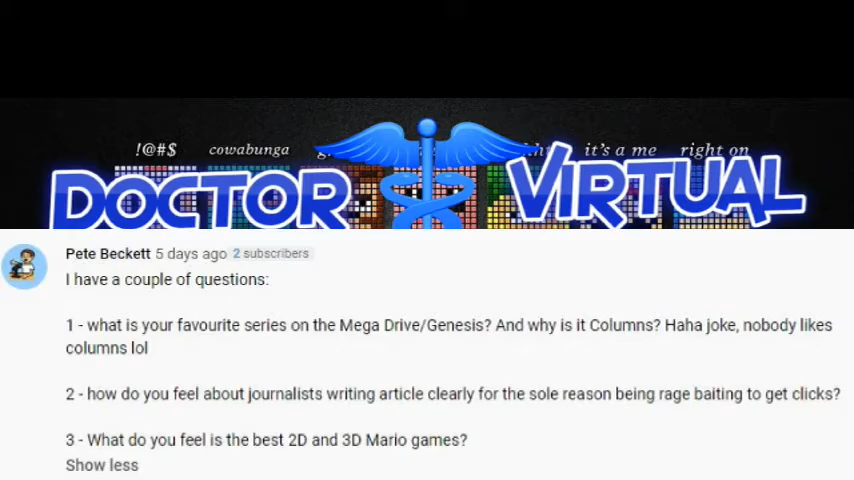 !@#$ cowabunga it's a me right on
DOCTOR VIRTUAL
Pete Beckett 5 days ago 2 subscribers
I have a couple of questions:
1 - what is your favourite series on the Mega Drive/Genesis? And why is it Columns? Haha joke, nobody likes
columns lol
2 - how do you feel about journalists writing article clearly for the sole reason being rage baiting to get clicks?
3 - What do you feel is the best 2D and 3D Mario games?
Show less